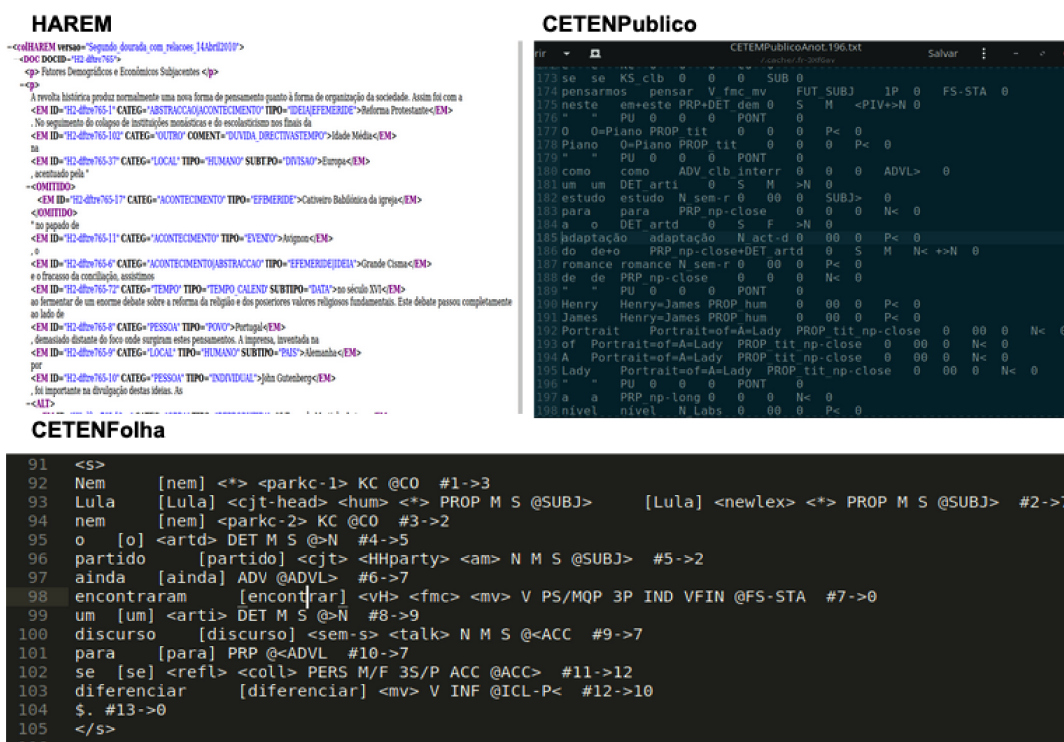 HAREM
−<colHAREM versao="Segundo_dourada_com_relacoes_14Abril2010">
−<DOC DOCID="H2-dftre765">
<p> Fatores Demográficos e Económicos Subjacentes </p>
−<p>
A revolta histórica produz normalmente uma nova forma de pensamento quanto à forma de organização da sociedade. Assim foi com a
<EM ID="H2-dftre765-1" CATEG="ABSTRACCAO|ACONTECIMENTO" TIPO="IDEIA|EFEMERIDE">Reforma Protestante</EM>
. No seguimento do colapso de instituições monásticas e do escolasticismo nos finais da
<EM ID="H2-dftre765-102" CATEG="OUTRO" COMENT="DUVIDA_DIRECTIVASTEMPO">Idade Média</EM>
na
<EM ID="H2-dftre765-37" CATEG="LOCAL" TIPO="HUMANO" SUBTIPO="DIVISAO">Europa</EM>
, acentuado pela "
−<OMITIDO>
<EM ID="H2-dftre765-17" CATEG="ACONTECIMENTO" TIPO="EFEMERIDE">Cativeiro Babilónica da igreja</EM>
</OMITIDO>
" no papado de
<EM ID="H2-dftre765-11" CATEG="ACONTECIMENTO" TIPO="EVENTO">Avignon</EM>
, o
<EM ID="H2-dftre765-6" CATEG="ACONTECIMENTO|ABSTRACCAO" TIPO="EFEMERIDE|IDEIA">Grande Cisma</EM>
e o fracasso da conciliação, assistimos
<EM ID="H2-dftre765-72" CATEG="TEMPO" TIPO="TEMPO_CALEND" SUBTIPO="DATA">no século XVI</EM>
ao fermentar de um enorme debate sobre a reforma da religião e dos posteriores valores religiosos fundamentais. Este debate passou completamente
ao lado de
<EM ID="H2-dftre765-8" CATEG="PESSOA" TIPO="POVO">Portugal</EM>
, demasiado distante do foco onde surgiram estes pensamentos. A imprensa, inventada na
<EM ID="H2-dftre765-9" CATEG="LOCAL" TIPO="HUMANO" SUBTIPO="PAIS">Alemanha</EM>
por
<EM ID="H2-dftre765-10" CATEG="PESSOA" TIPO="INDIVIDUAL">Jöhn Gutenberg</EM>
, foi importante na divulgação destas ideias. As
−<ALT>
CETENPublico
rir CETEMPublicoAnot.196.txt Salvar
173 se se KS_clb 0 0 0 SUB 0
174 pensarmos pensar V_fmc_mv FUT_SUBJ 1P 0 FS-STA 0
175 neste em+este PRP+DET_dem 0 S M <PIV+>N 0
176 " " PU 0 0 0 PONT 0
177 O O=Piano PROP_tit 0 0 0 P< 0
178 Piano O=Piano PROP_tit 0 0 0 P< 0
179 " " PU 0 0 0 PONT 0
180 como como ADV_clb_interr 0 0 0 ADVL> 0
181 um um DET_arti 0 S M >N 0
182 estudo estudo N_sem-r 0 00 0 SUBJ> 0
183 para para PRP_np-close 0 0 0 N< 0
184 a o DET_artd 0 S F >N 0
185 adaptação adaptação N_act-d 0 00 0 P< 0
186 do de+o PRP_np-close+DET_artd 0 S M N< +>N 0
187 romance romance N_sem-r 0 00 0 P< 0
188 de de PRP_np-close 0 0 0 N< 0
189 " " PU 0 0 0 PONT 0
190 Henry Henry=James PROP_hum 0 00 0 P< 0
191 James Henry=James PROP_hum 0 00 0 P< 0
192 Portrait Portrait=of=A=Lady PROP_tit_np-close 0 00 0 N< 0
193 of Portrait=of=A=Lady PROP_tit_np-close 0 00 0 N< 0
194 A Portrait=of=A=Lady PROP_tit_np-close 0 00 0 N< 0
195 Lady Portrait=of=A=Lady PROP_tit_np-close 0 00 0 N< 0
196 " " PU 0 0 0 PONT 0
197 a a PRP_np-long 0 0 0 N< 0
198 nível nível N_Labs 0 00 0 P< 0
CETENFolha
91 <s>
92 Nem [nem] <*> <parkc-1> KC @CO #1->3
93 Lula [Lula] <cjt-head> <hum> <*> PROP M S @SUBJ> [Lula] <newlex> <*> PROP M S @SUBJ> #2->7
94 nem [nem] <parkc-2> KC @CO #3->2
95 o [o] <artd> DET M S @>N #4->5
96 partido [partido] <cjt> <HHparty> <am> N M S @SUBJ> #5->2
97 ainda [ainda] ADV @ADVL> #6->7
98 encontraram [encontrar] <vH> <fmc> <mv> V PS/MQP 3P IND VFIN @FS-STA #7->0
99 um [um] <arti> DET M S @>N #8->9
100 discurso [discurso] <sem-s> <talk> N M S @<ACC #9->7
101 para [para] PRP @<ADVL #10->7
102 se [se] <refl> <coll> PERS M/F 3S/P ACC @ACC> #11->12
103 diferenciar [diferenciar] <mv> V INF @ICL-P< #12->10
104 $. #13->0
105 </s>